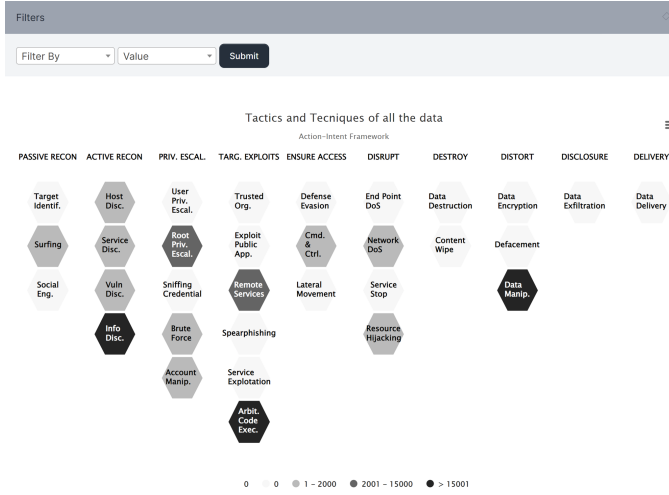 Filters
Filter By
Value
Submit
Tactics and Tecniques of all the data
Action-Intent Framework
PASSIVE RECON ACTIVE RECON PRIV. ESCAL. TARG. EXPLOITS ENSURE ACCESS DISRUPT DESTROY DISTORT DISCLOSURE DELIVERY
Target
Identif.
Host
Disc.
User
Priv.
Escal.
Trusted
Org.
Defense
Evasion
End Point
DoS
Data
Destruction
Data
Encryption
Data
Exfiltration
Data
Delivery
Surfing
Service
Disc.
Root
Priv.
Escal.
Exploit
Public
App.
Cmd.
&
Ctrl.
Network
DoS
Content
Wipe
Defacement
Social
Eng.
Vuln
Disc.
Sniffing
Credential
Remote
Services
Lateral
Movement
Service
Stop
Data
Manip.
Info
Disc.
Brute
Force
Spearphishing
Resource
Hijacking
Account
Manip.
Service
Explotation
Arbit.
Code
Exec.
0 0 1 - 2000 2001 - 15000 > 15001